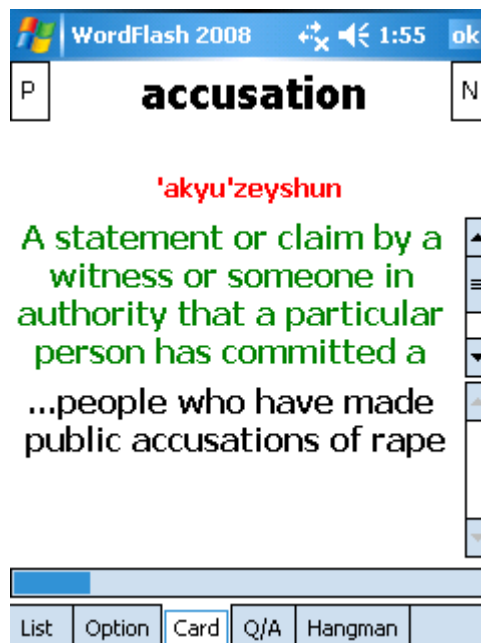 WordFlash 2008 1:55 ok
P accusation N
'akyu'zeyshun
A statement or claim by a
witness or someone in
authority that a particular
person has committed a
...people who have made
public accusations of rape
List Option Card Q/A Hangman